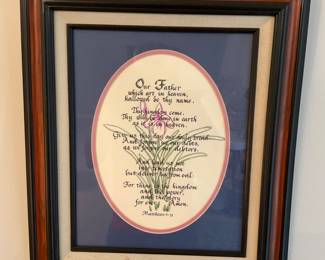 Our Father
which art in heaven,
hallowed be thy name.
Thy kingdom come.
Thy will be done in earth
as it is in heaven.
Give us this day our daily bread.
And forgive us our debts,
as we forgive our debtors.
And lead us not
into temptation
but deliver us from evil
For thine is the kingdom
and the power,
and the glory
for ever. Amen.
Matthew